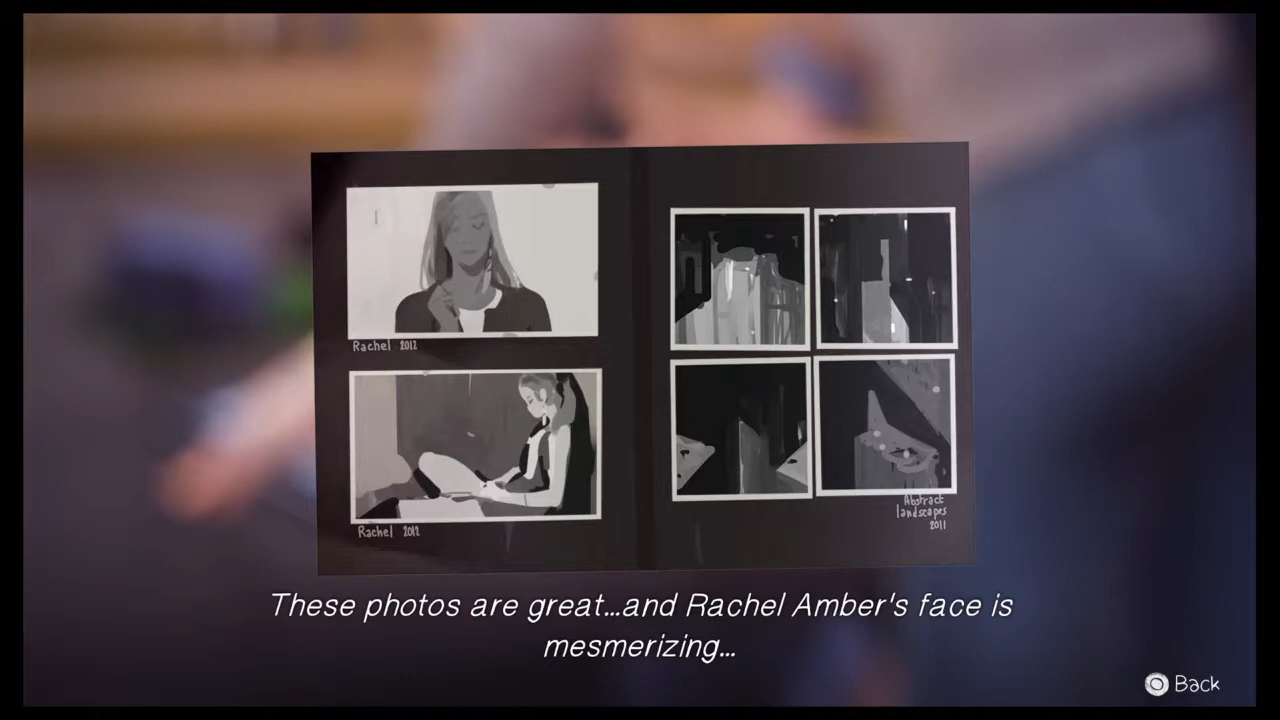 Rachel 2012
Rachel 2012
Abstract
landscapes
2011
These photos are great...and Rachel Amber's face is
mesmerizing...
Back